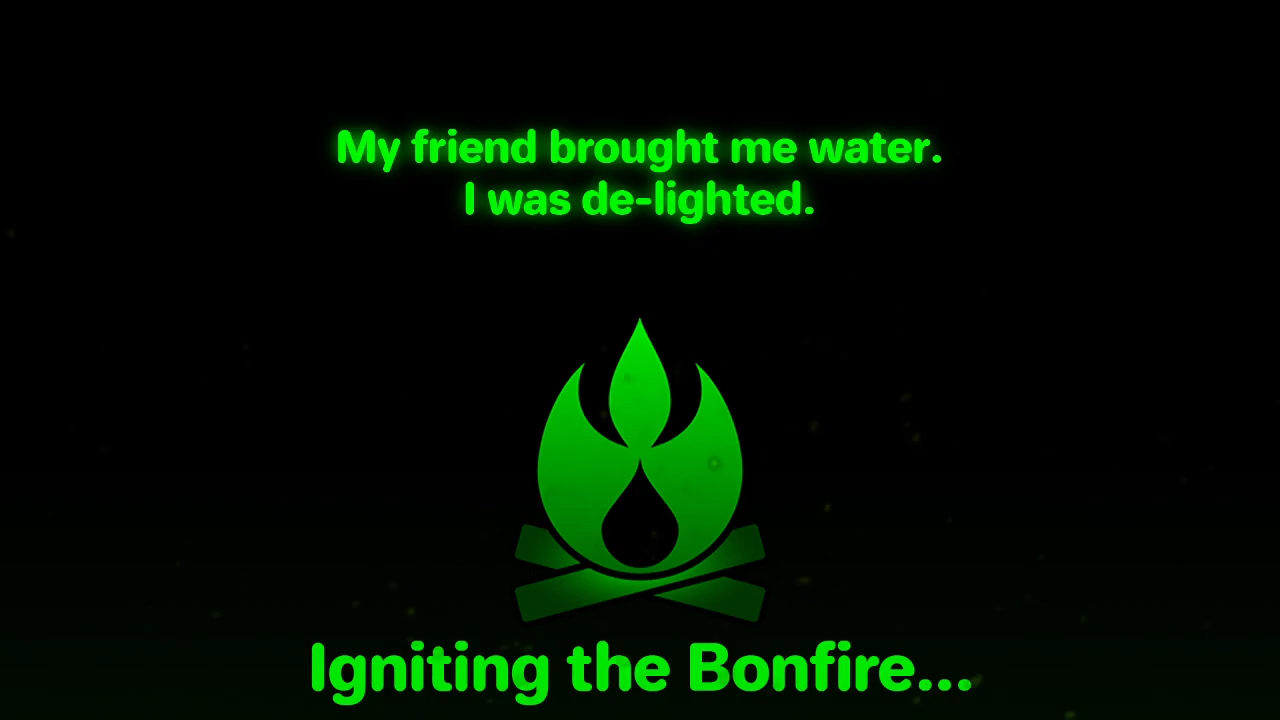 My friend brought me water.
I was de-lighted.
Igniting the Bonfire...